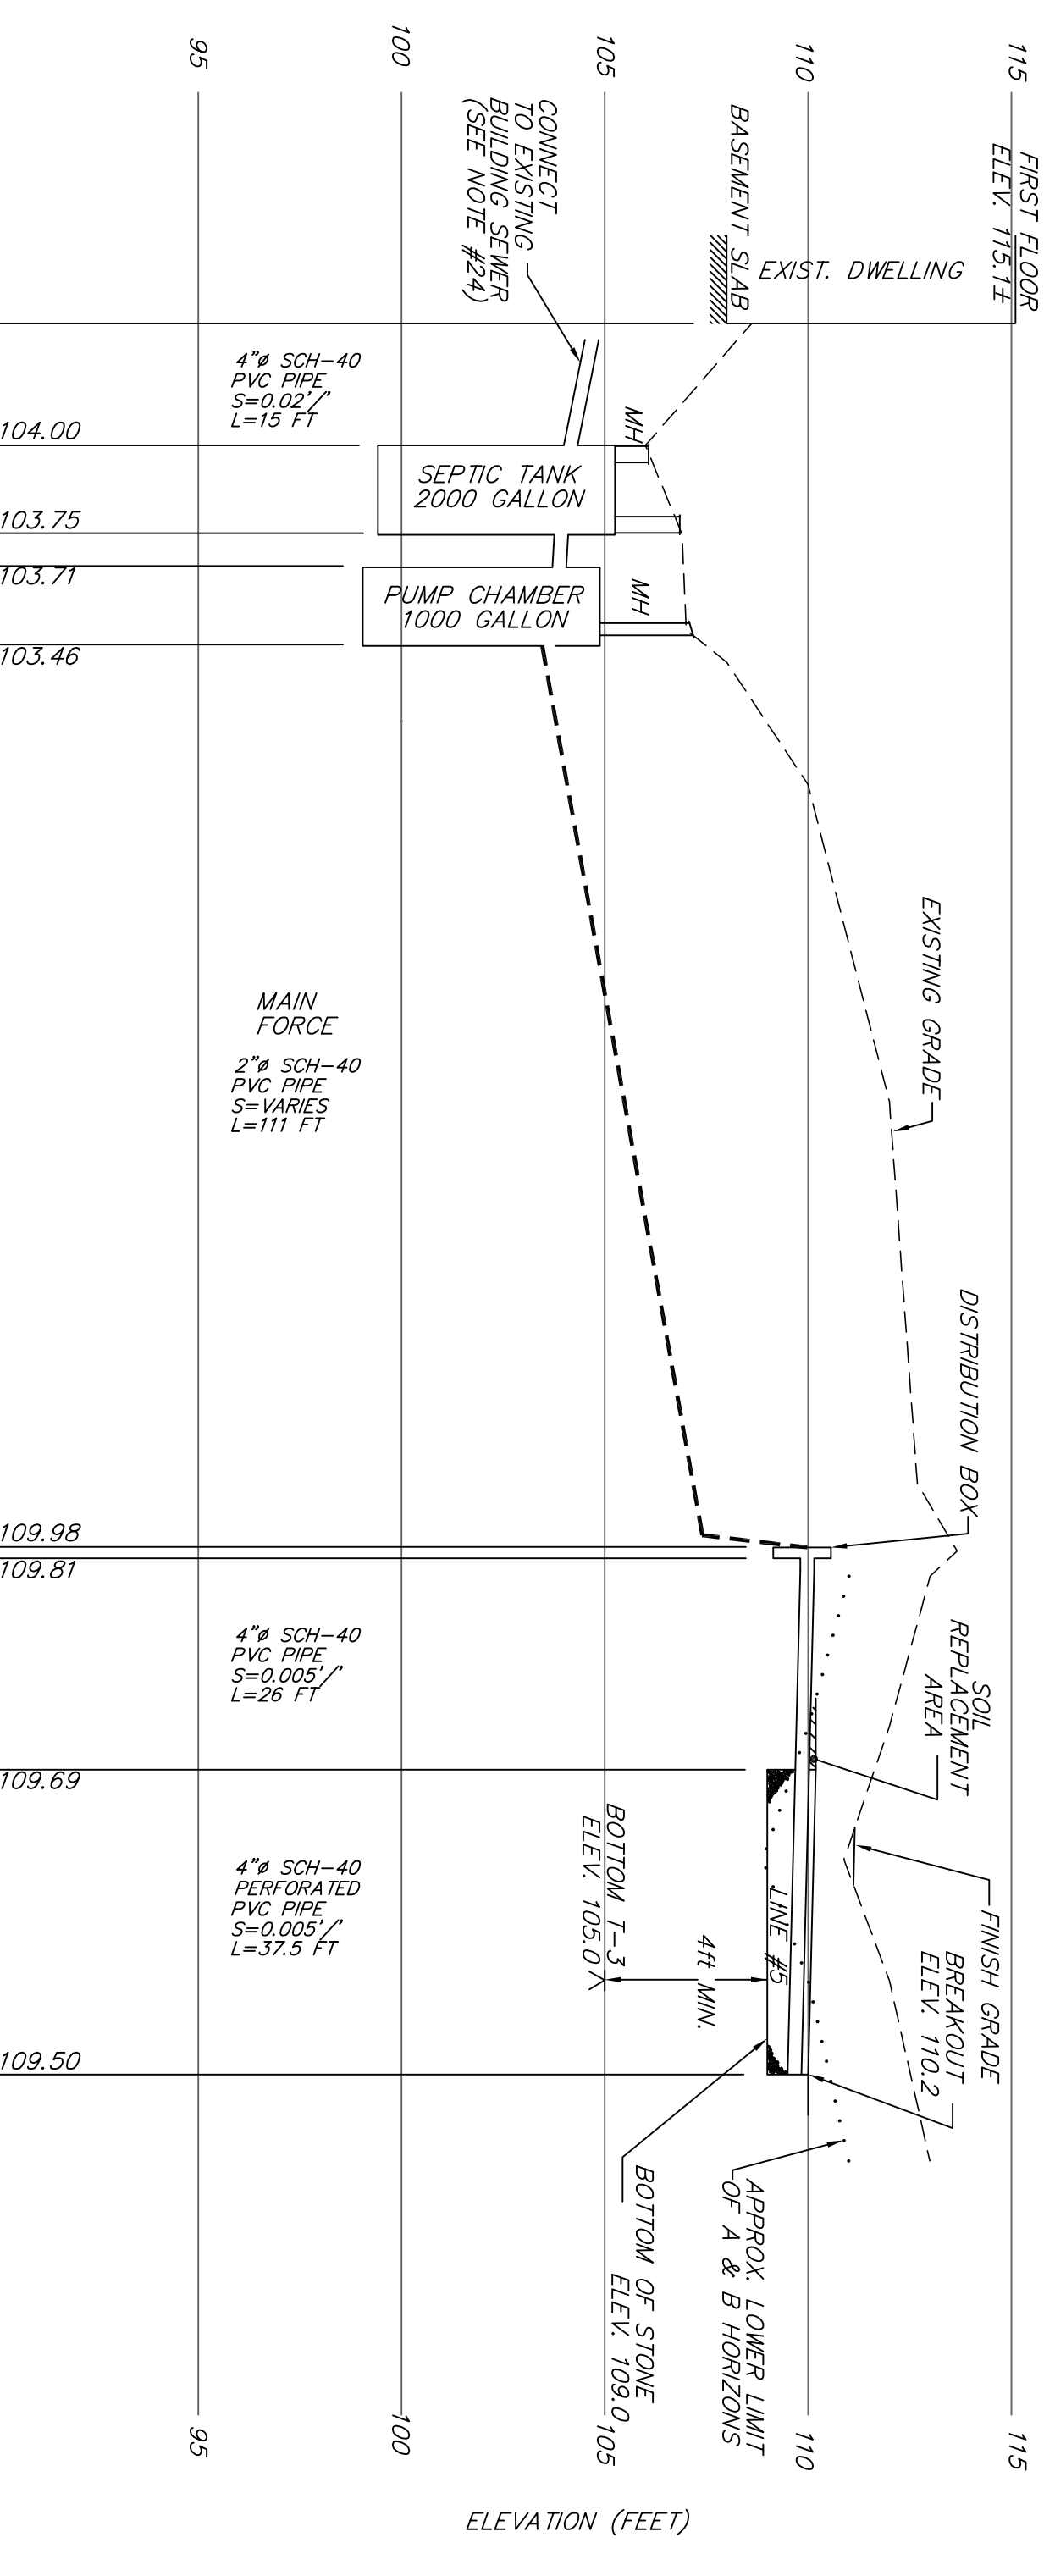 115
110
105
100
95
FIRST FLOOR
ELEV. 115.1±
BASEMENT SLAB
EXIST. DWELLING
CONNECT
TO EXISTING
BUILDING SEWER
(SEE NOTE #24)
4"ø SCH-40
PVC PIPE
S=0.02'/'
L=15 FT
104.00
MH
SEPTIC TANK
2000 GALLON
103.75
103.71
MH
PUMP CHAMBER
1000 GALLON
103.46
EXISTING GRADE
MAIN
FORCE
2"ø SCH-40
PVC PIPE
S=VARIES
L=111 FT
DISTRIBUTION BOX
109.98
109.81
4"ø SCH-40
PVC PIPE
S=0.005'/'
L=26 FT
SOIL
REPLACEMENT
AREA
109.69
BOTTOM T-3
ELEV. 105.0
4"ø SCH-40
PERFORATED
PVC PIPE
S=0.005'/'
L=37.5 FT
LINE #5
4ft MIN.
FINISH GRADE
BREAKOUT
ELEV. 110.2
109.50
APPROX. LOWER LIMIT
OF A & B HORIZONS
BOTTOM OF STONE
ELEV. 109.0
115
110
105
100
95
ELEVATION (FEET)